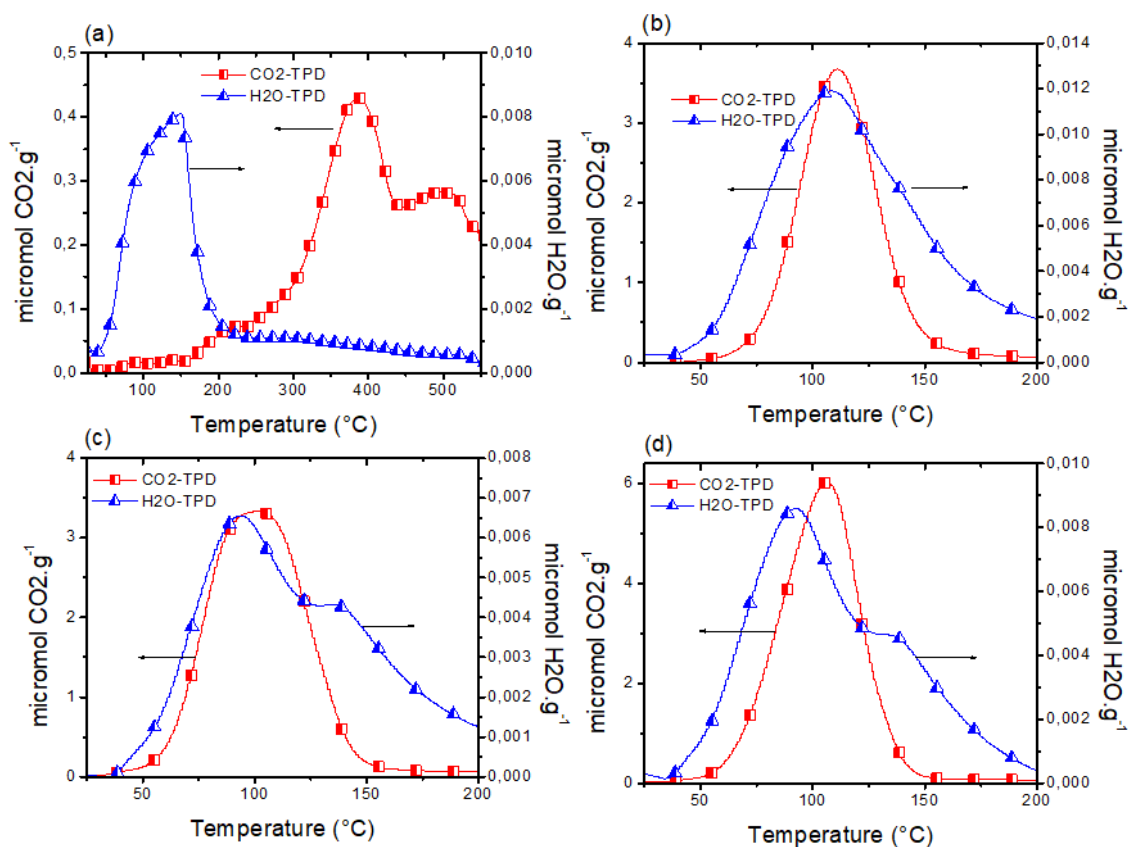 (a)
0,5
0,4
0,3
0,2
0,1
0,0
micromol CO2.g-1
CO2-TPD
H2O-TPD
0,010
0,008
0,006
0,004
0,002
0,000
micromol H2O.g-1
100 200 300 400 500
Temperature (°C)
(b)
4
3
2
1
0
micromol CO2.g-1
CO2-TPD
H2O-TPD
0,014
0,012
0,010
0,008
0,006
0,004
0,002
0,000
micromol H2O.g-1
50 100 150 200
Temperature (°C)
(c)
4
3
2
1
0
micromol CO2.g-1
CO2-TPD
H2O-TPD
0,008
0,007
0,006
0,005
0,004
0,003
0,002
0,001
0,000
micromol H2O.g-1
50 100 150 200
Temperature (°C)
(d)
6
4
2
0
micromol CO2.g-1
CO2-TPD
H2O-TPD
0,010
0,008
0,006
0,004
0,002
0,000
micromol H2O.g-1
50 100 150 200
Temperature (°C)